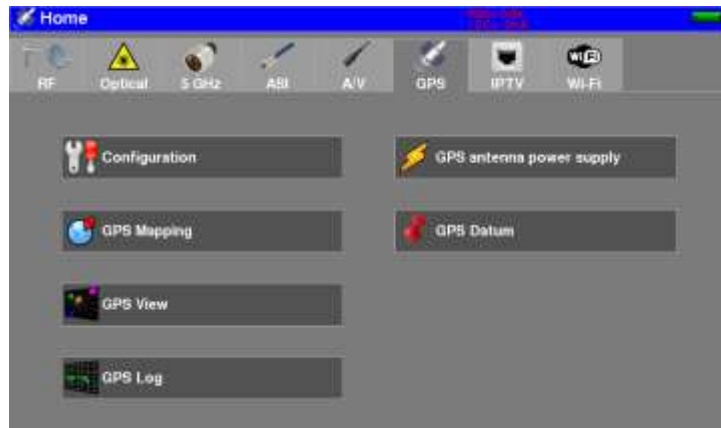 Home
RF Optical 5 GHz ASI A/V GPS IPTV Wi-Fi
Configuration
GPS antenna power supply
GPS Mapping
GPS Datum
GPS View
GPS Log